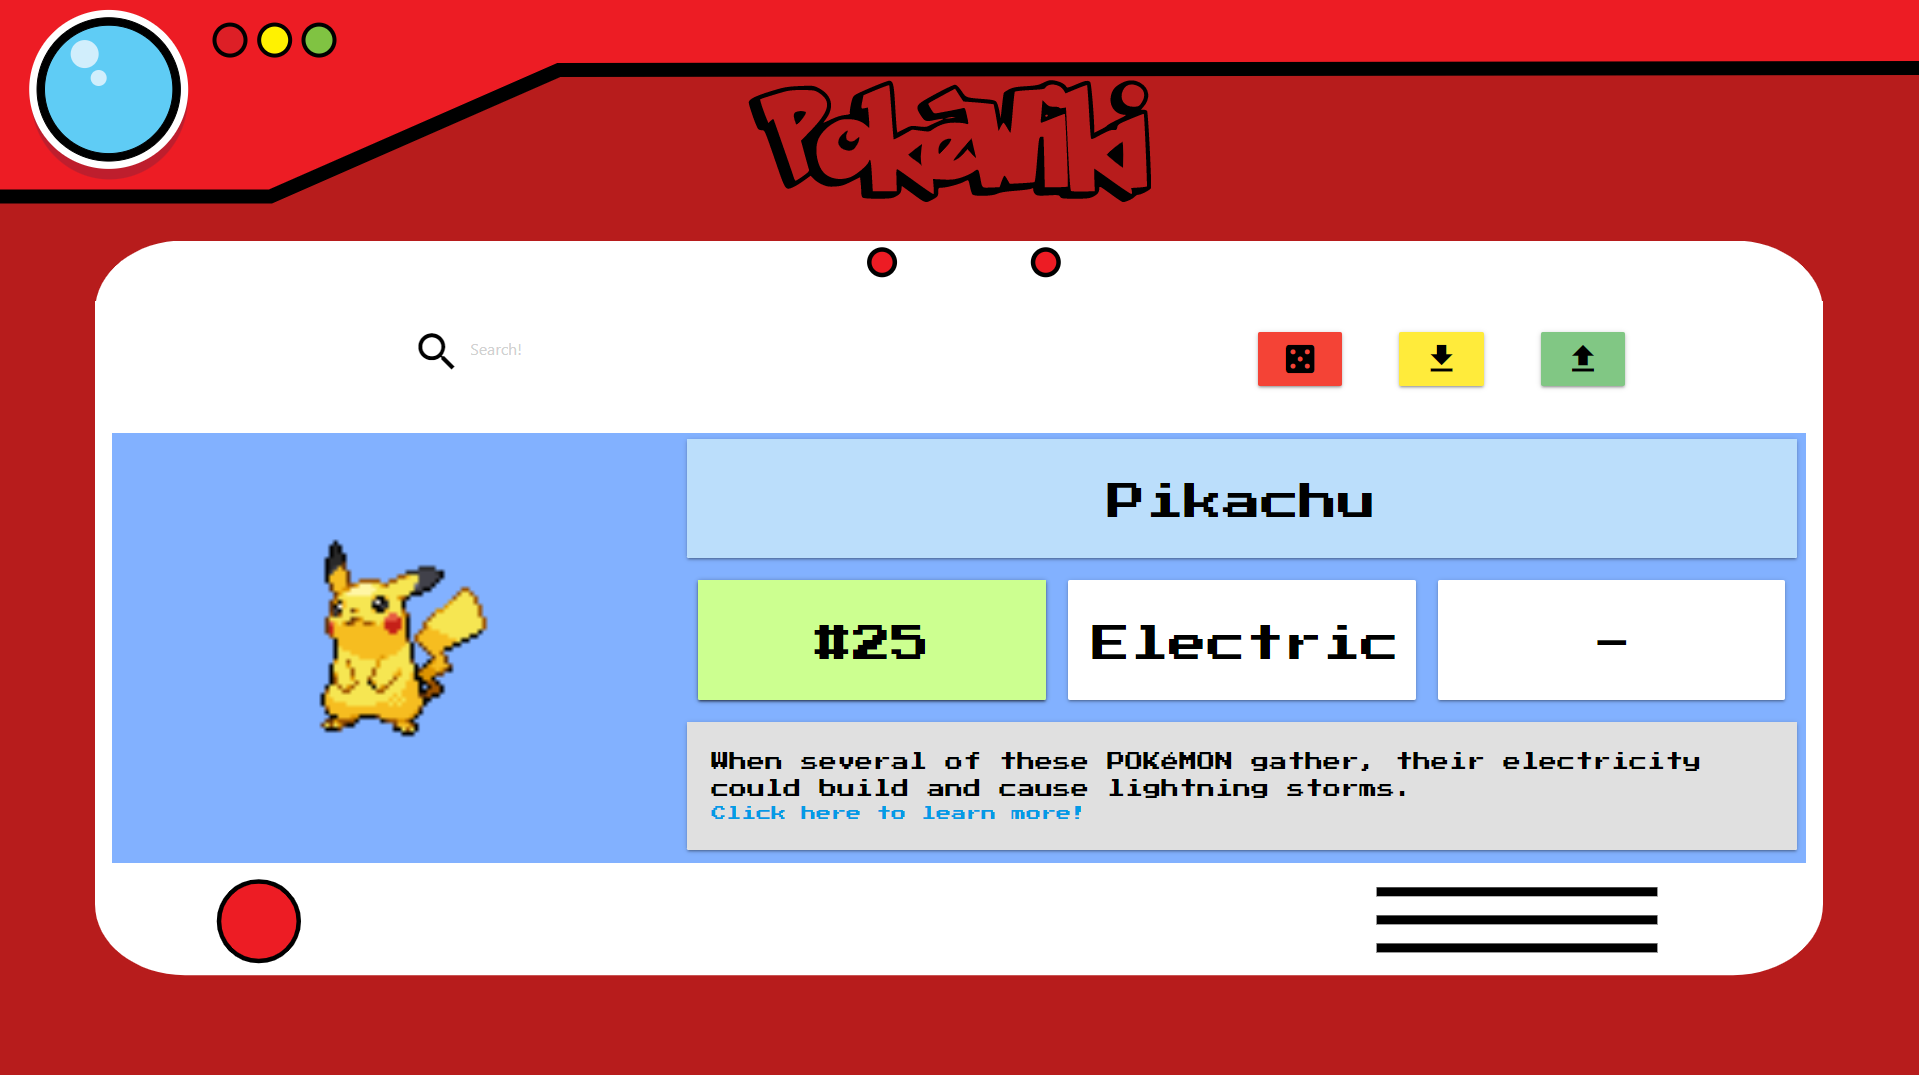 PokéWiki
Search!
Pikachu
#25
Electric
-
When several of these POKéMON gather, their electricity
could build and cause lightning storms.
Click here to learn more!